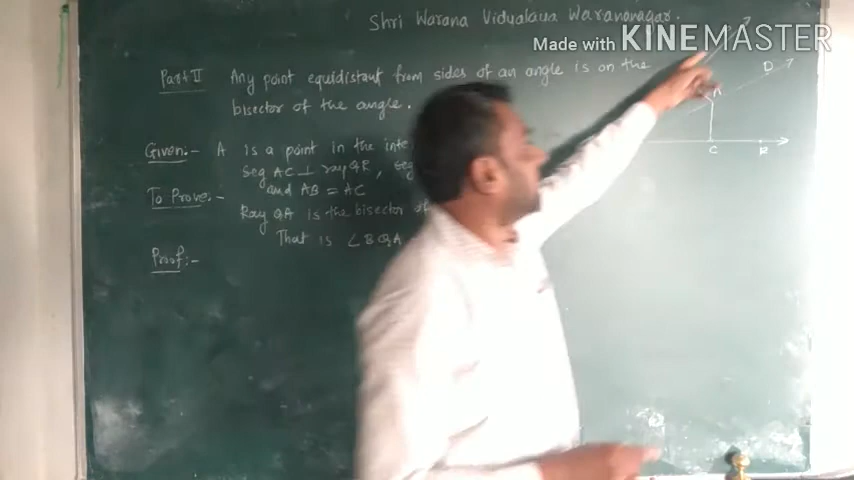 Shri Warana Vidyalaya Warananagar.
Made with KINEMASTER
Part II Any point equidistant from sides of an angle is on the
bisector of the angle.
Given:- A is a point in the
seg AC ⊥ ray QR, seg
and AB = AC
To Prove:-
Ray QA is the bisector of
That is ∠BQA
Proof:-
D
A
C
R